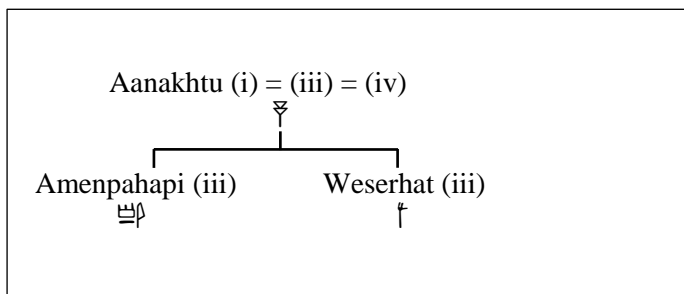 Aanakhtu (i) = (iii) = (iv)
Amenpahapi (iii) Weserhat (iii)